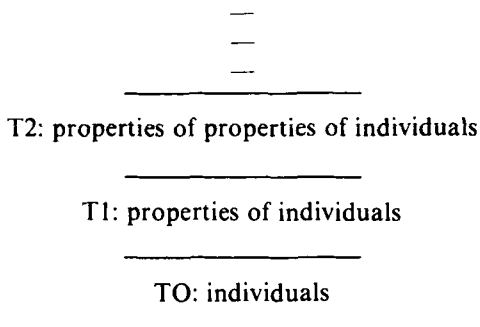 T2: properties of properties of individuals
T1: properties of individuals
TO: individuals